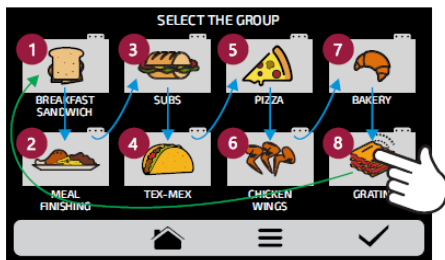 SELECT THE GROUP
1 3 5 7
BREAKFAST SANDWICH SUBS PIZZA BAKERY
2 4 6 8
MEAL FINISHING TEX-MEX CHICKEN WINGS GRATIN